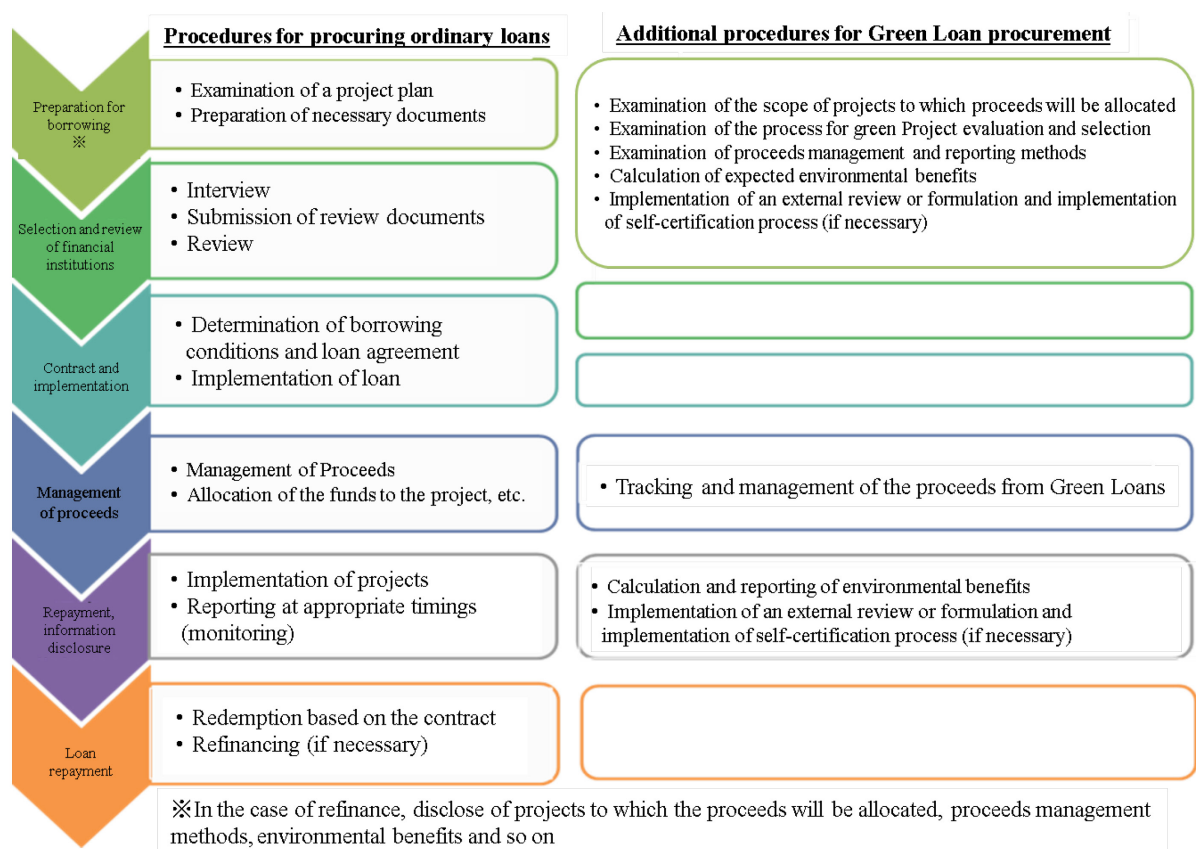 Procedures for procuring ordinary loans
Additional procedures for Green Loan procurement
Preparation for
borrowing
※
• Examination of a project plan
• Preparation of necessary documents
• Examination of the scope of projects to which proceeds will be allocated
• Examination of the process for green Project evaluation and selection
• Examination of proceeds management and reporting methods
• Calculation of expected environmental benefits
• Implementation of an external review or formulation and implementation
of self-certification process (if necessary)
Selection and review
of financial
institutions
• Interview
• Submission of review documents
• Review
Contract and
implementation
• Determination of borrowing
conditions and loan agreement
• Implementation of loan
Management
of proceeds
• Management of Proceeds
• Allocation of the funds to the project, etc.
• Tracking and management of the proceeds from Green Loans
Repayment,
information
disclosure
• Implementation of projects
• Reporting at appropriate timings
(monitoring)
• Calculation and reporting of environmental benefits
• Implementation of an external review or formulation and
implementation of self-certification process (if necessary)
Loan
repayment
• Redemption based on the contract
• Refinancing (if necessary)
※In the case of refinance, disclose of projects to which the proceeds will be allocated, proceeds management
methods, environmental benefits and so on